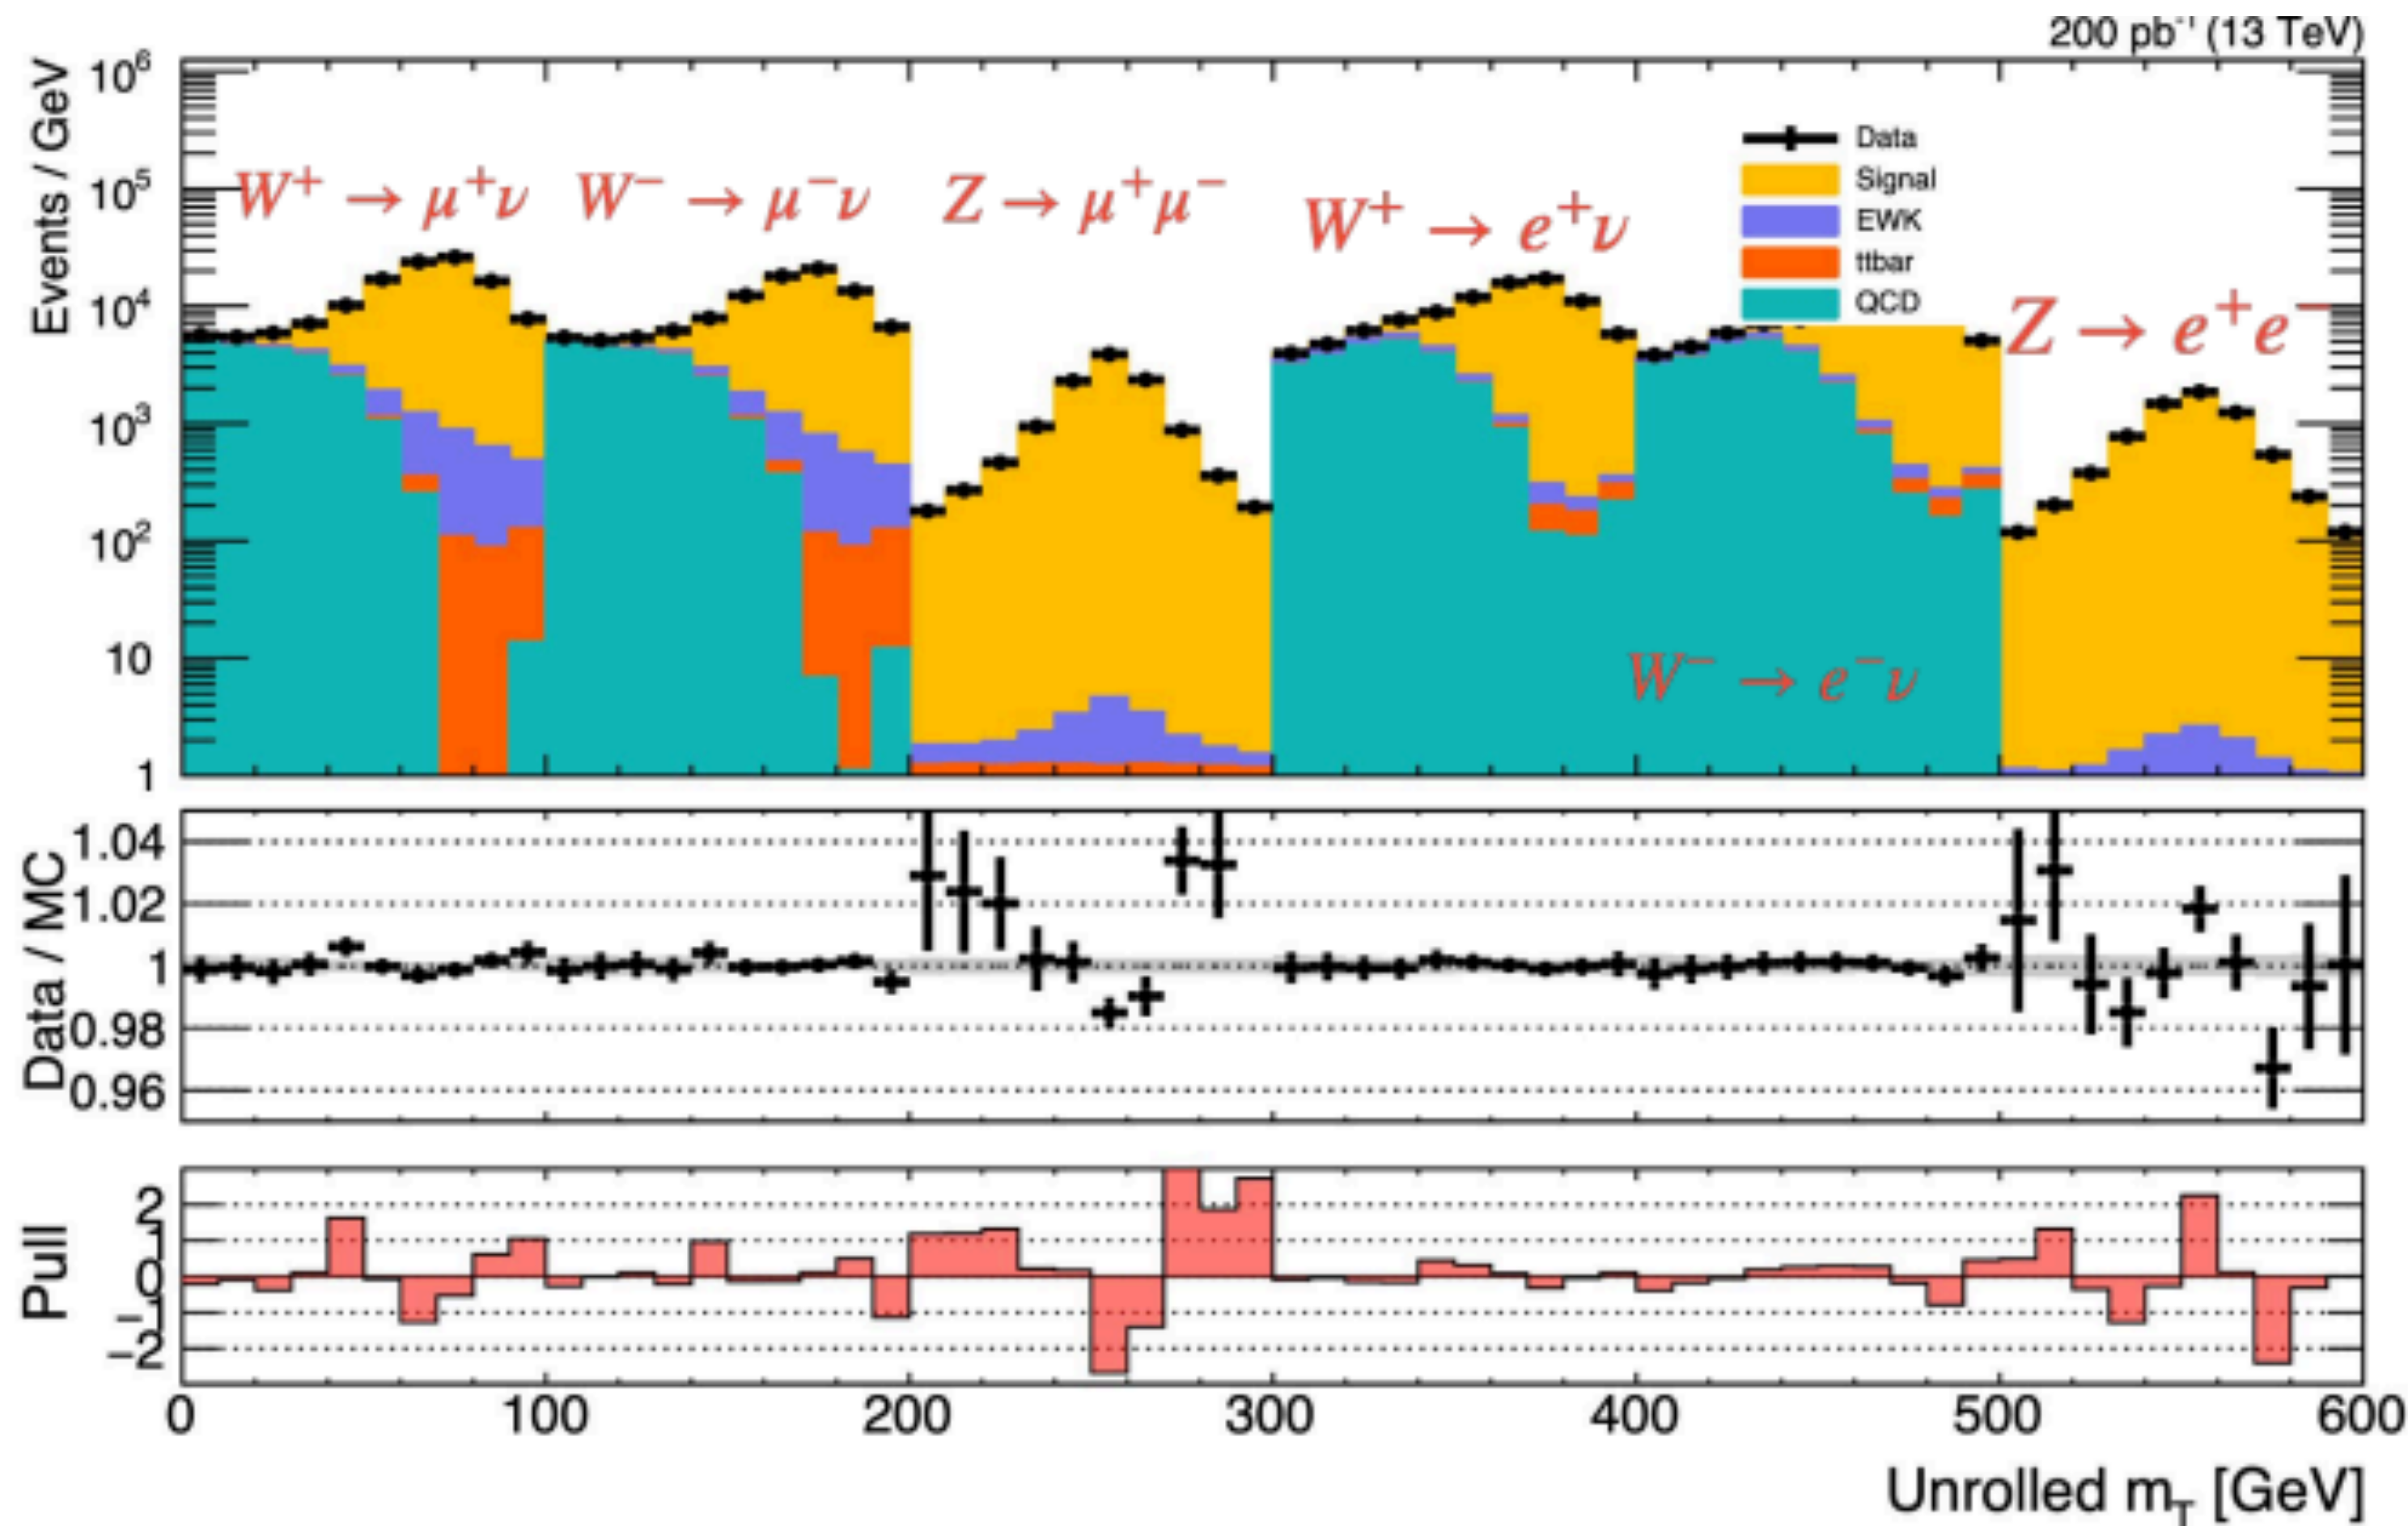 200 pb⁻¹ (13 TeV)
Events / GeV
10⁶
10⁵
10⁴
10³
10²
10
1
W⁺ → μ⁺ν
W⁻ → μ⁻ν
Z → μ⁺μ⁻
W⁺ → e⁺ν
W⁻ → e⁻ν
Z → e⁺e⁻
Data
Signal
EWK
ttbar
QCD
Data / MC
1.04
1.02
1
0.98
0.96
Pull
2
1
0
−1
−2
0 100 200 300 400 500 600
Unrolled m_T [GeV]